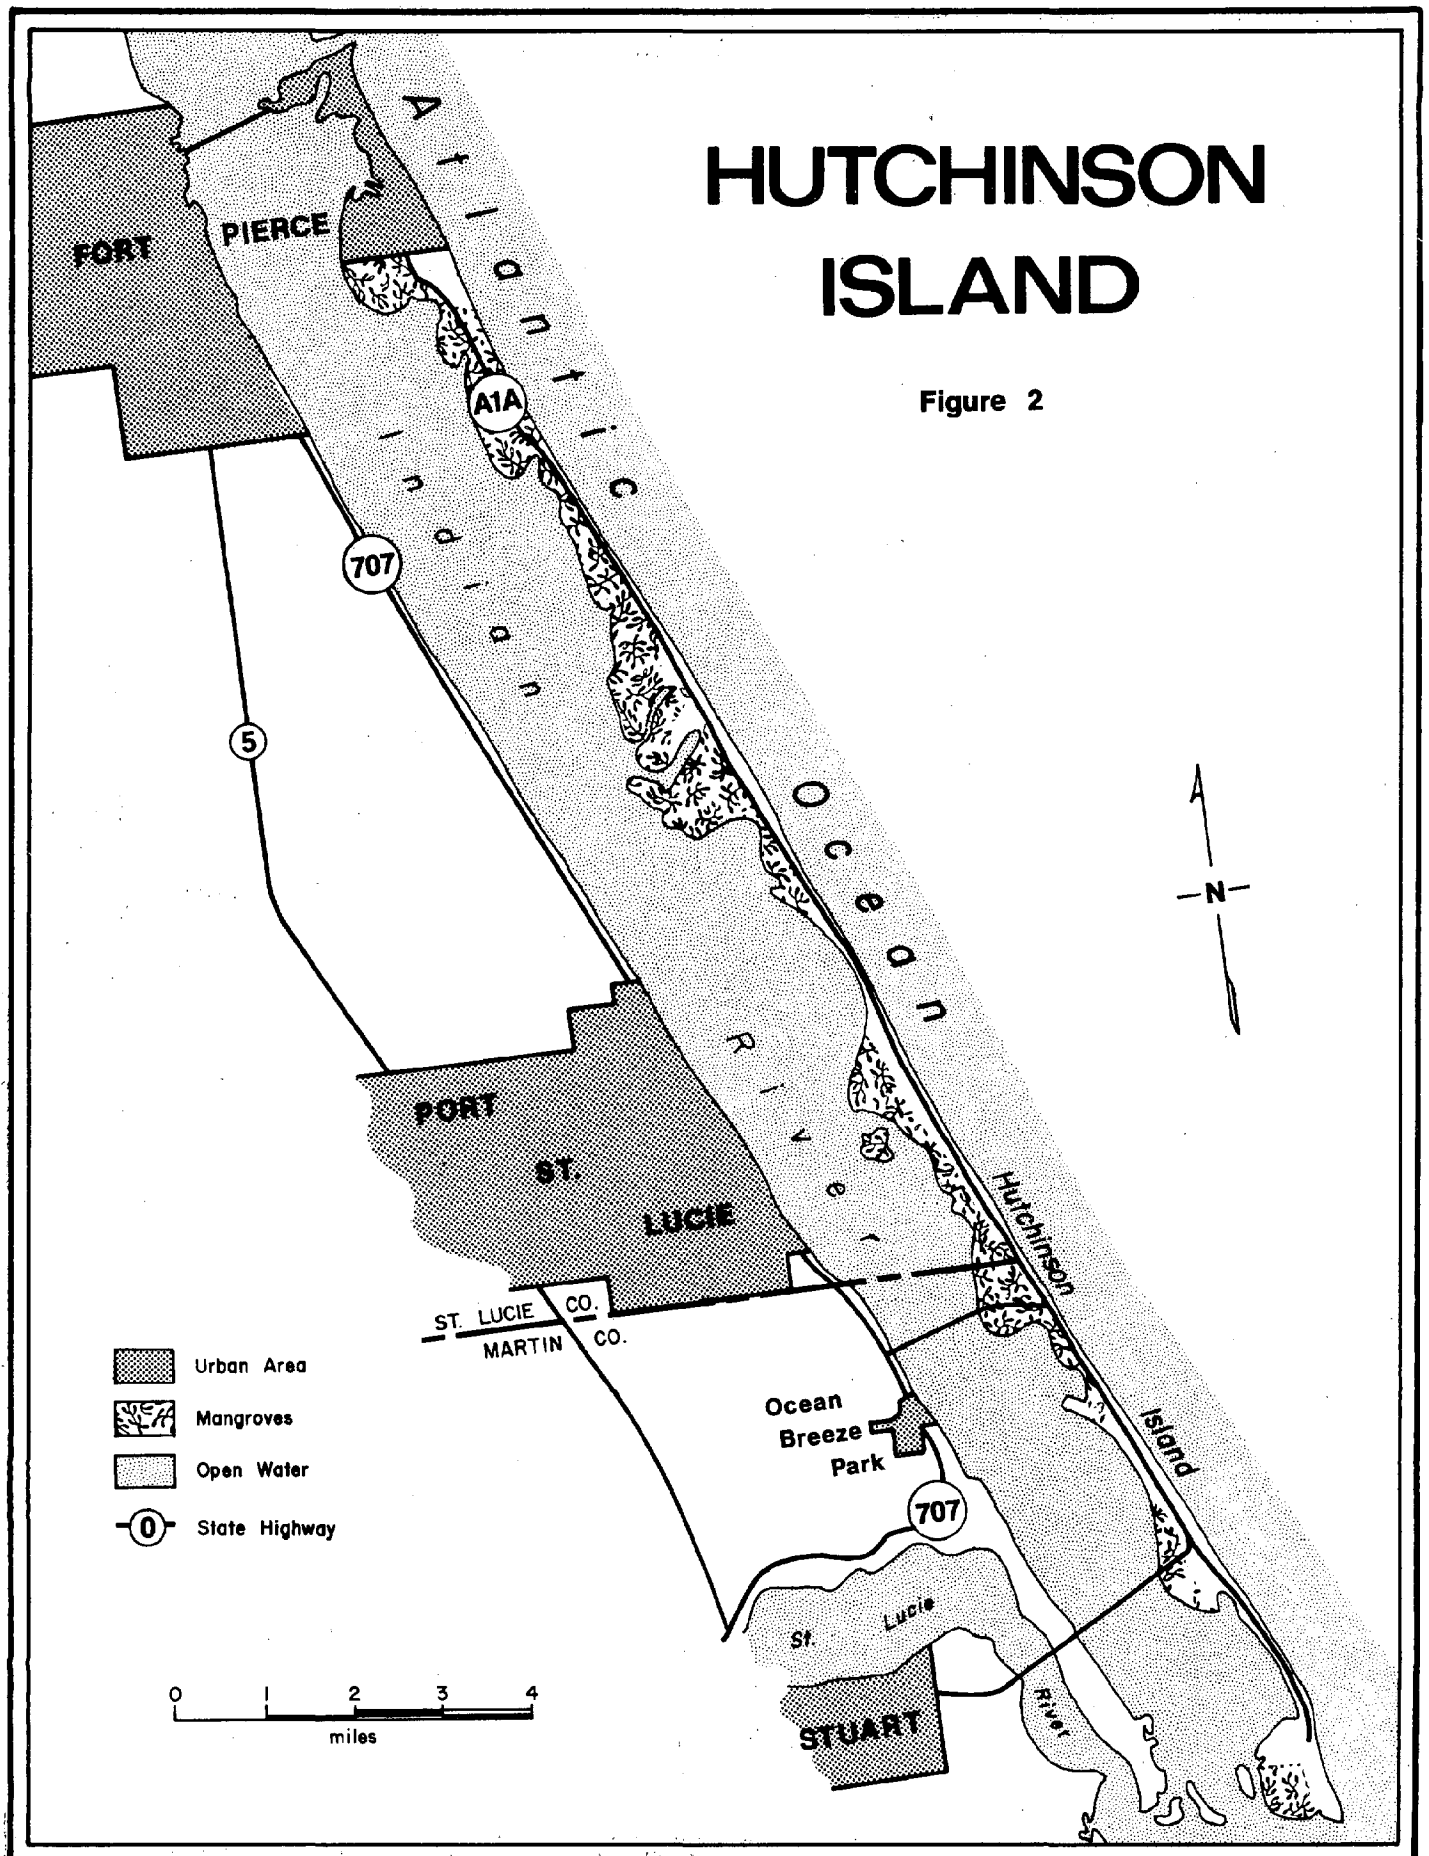 HUTCHINSON
ISLAND
Figure 2
Atlantic
Ocean
FORT
PIERCE
A1A
Indian
River
707
5
N
PORT
ST.
LUCIE
Hutchinson
Island
ST. LUCIE CO.
MARTIN CO.
Urban Area
Mangroves
Open Water
0 State Highway
Ocean
Breeze
Park
707
St. Lucie
River
STUART
0 1 2 3 4
miles